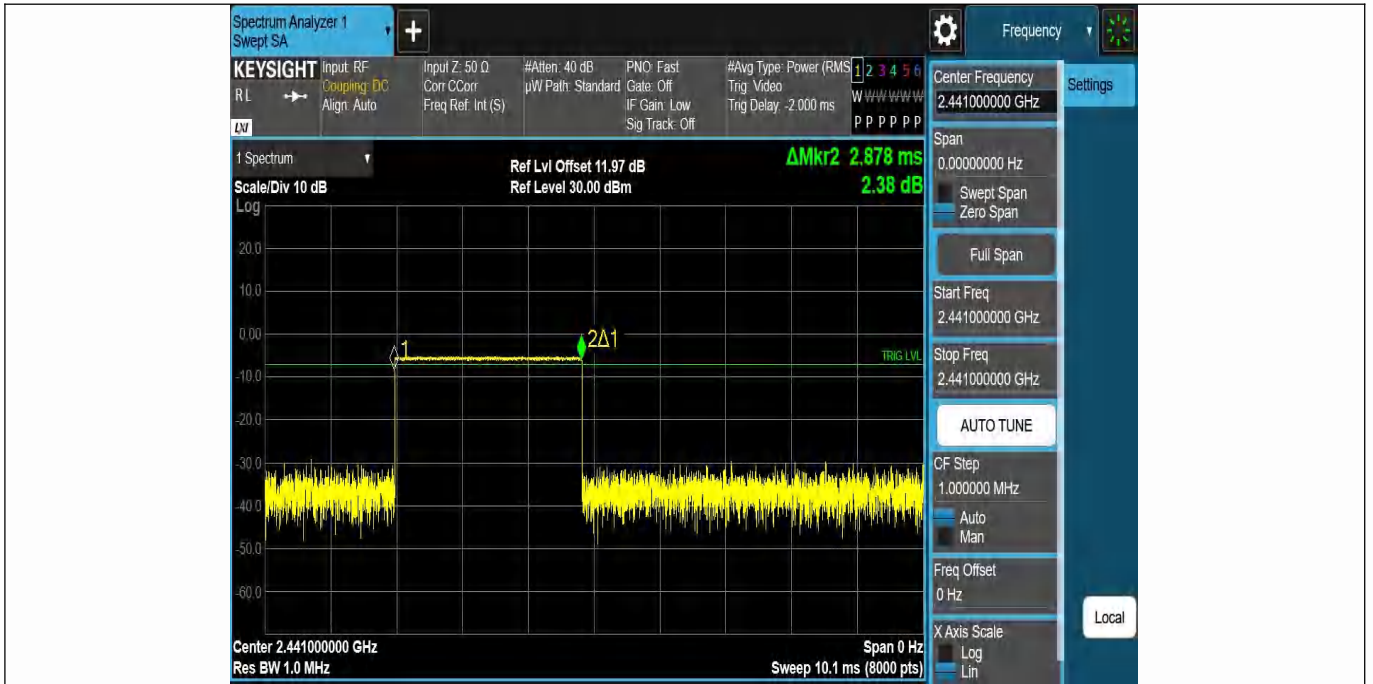 Spectrum Analyzer 1
Swept SA
+
Frequency
KEYSIGHT
RL
LXI
Input: RF
Coupling: DC
Align: Auto
Input Z: 50 Ω
Corr CCorr
Freq Ref: Int (S)
#Atten: 40 dB
µW Path: Standard
PNO: Fast
Gate: Off
IF Gain: Low
Sig Track: Off
#Avg Type: Power (RMS
Trig: Video
Trig Delay: -2.000 ms
1 2 3 4 5 6
W W W W W W
P P P P P P
1 Spectrum
Scale/Div 10 dB
Log
Ref Lvl Offset 11.97 dB
Ref Level 30.00 dBm
ΔMkr2 2.878 ms
2.38 dB
20.0
10.0
0.00
-10.0
-20.0
-30.0
-40.0
-50.0
-60.0
1
2Δ1
TRIG LVL
Center 2.441000000 GHz
Res BW 1.0 MHz
Span 0 Hz
Sweep 10.1 ms (8000 pts)
Center Frequency
2.441000000 GHz
Settings
Span
0.00000000 Hz
Swept Span
Zero Span
Full Span
Start Freq
2.441000000 GHz
Stop Freq
2.441000000 GHz
AUTO TUNE
CF Step
1.000000 MHz
Auto
Man
Freq Offset
0 Hz
X Axis Scale
Log
Lin
Local